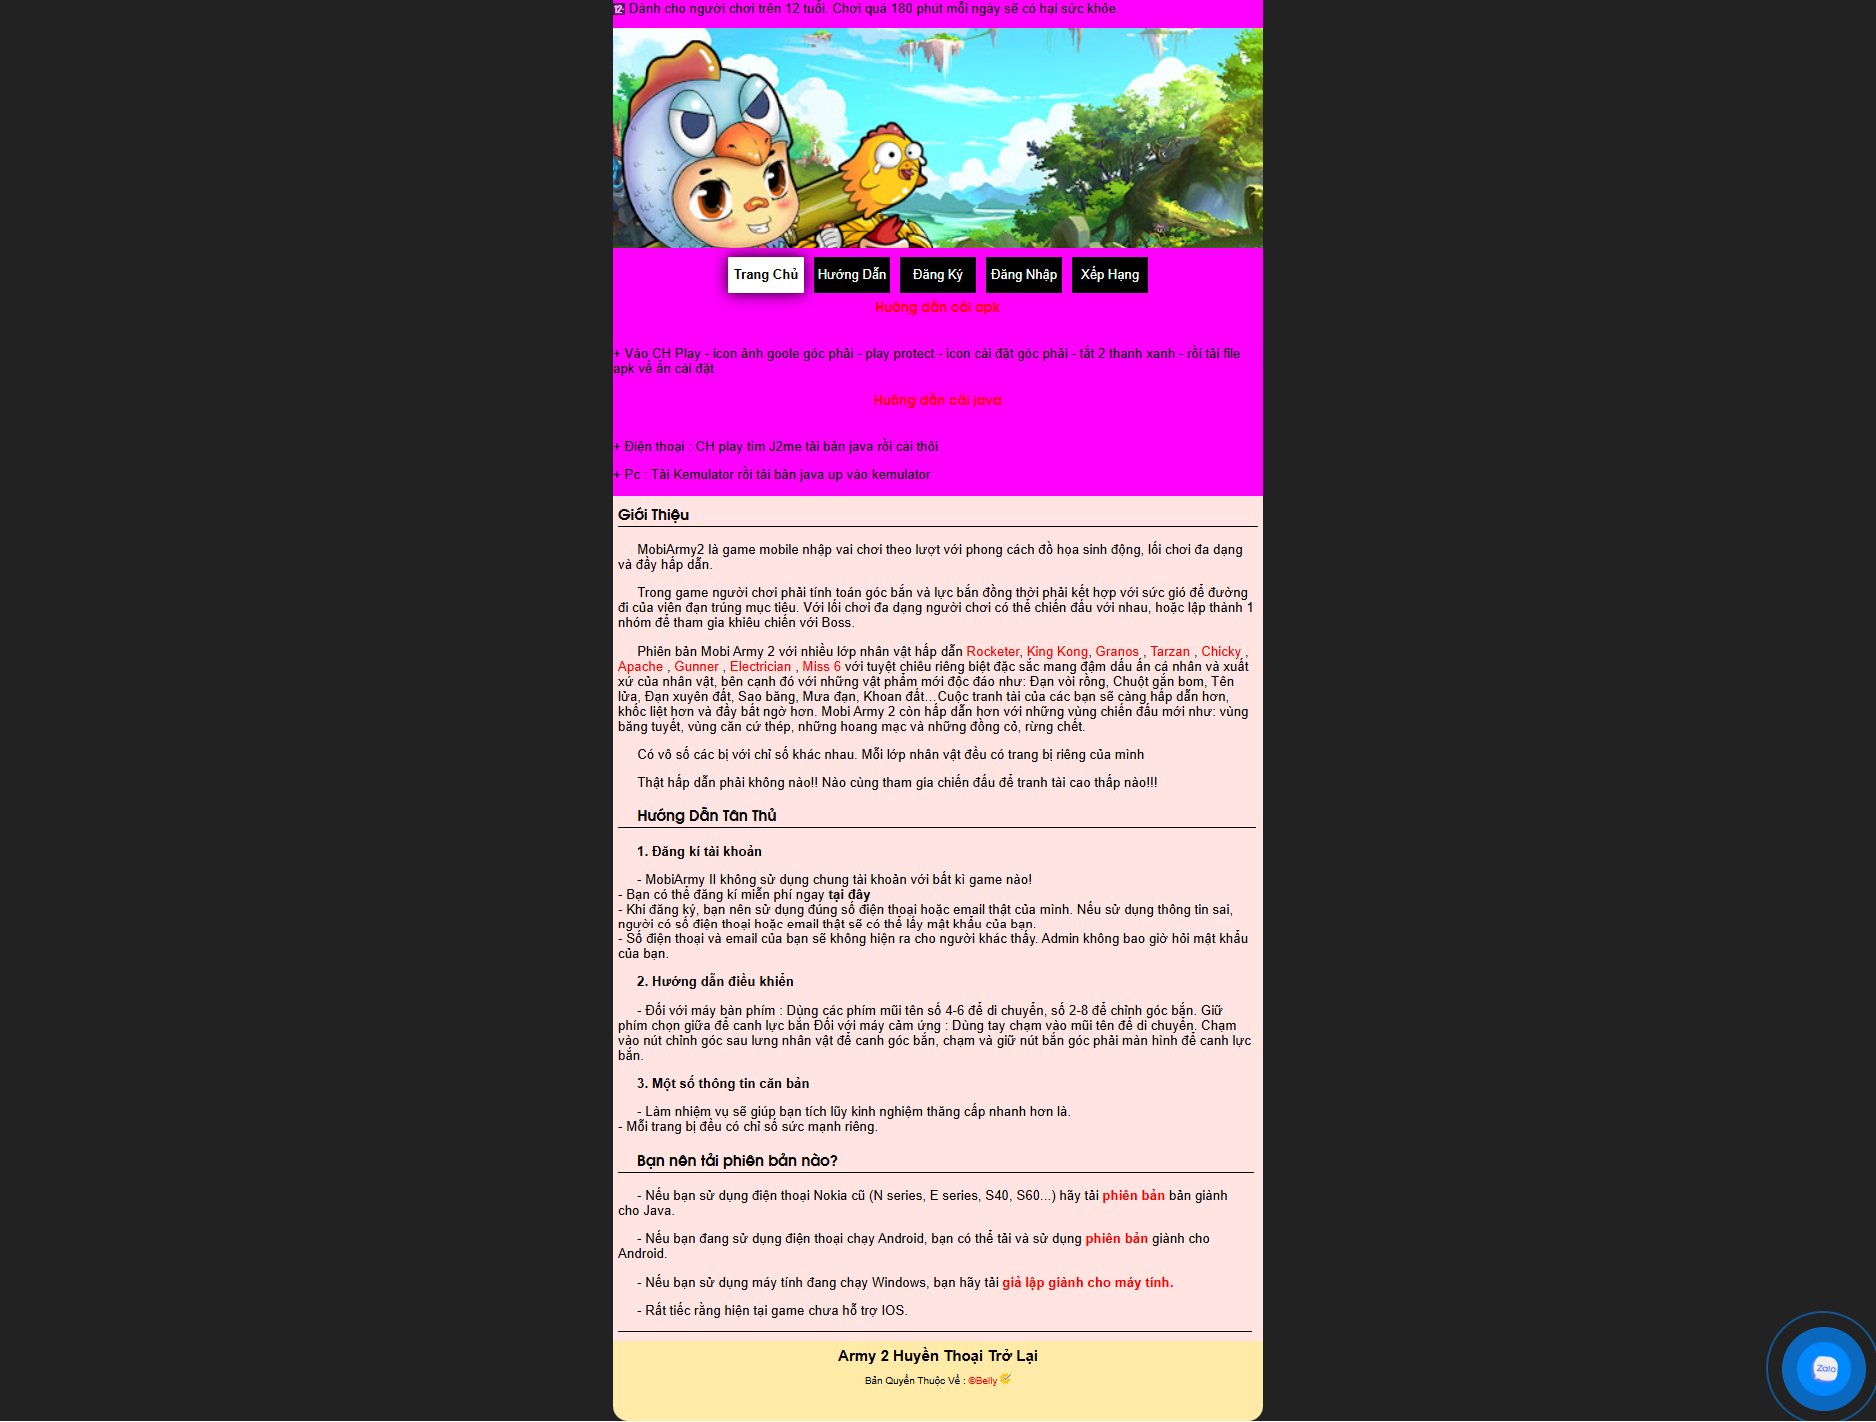 12+ Dành cho người chơi trên 12 tuổi. Chơi quá 180 phút mỗi ngày sẽ có hại sức khỏe.
Trang Chủ Hướng Dẫn Đăng Ký Đăng Nhập Xếp Hạng
Hướng dẫn cài apk
+ Vào CH Play - icon ảnh goole góc phải - play protect - icon cài đặt góc phải - tắt 2 thanh xanh - rồi tải file
apk về ấn cài đặt
Hướng dẫn cài java
+ Điện thoại : CH play tìm J2me tải bản java rồi cài thôi
+ Pc : Tải Kemulator rồi tải bản java up vào kemulator
Giới Thiệu
MobiArmy2 là game mobile nhập vai chơi theo lượt với phong cách đồ họa sinh động, lối chơi đa dạng
và đầy hấp dẫn.
Trong game người chơi phải tính toán góc bắn và lực bắn đồng thời phải kết hợp với sức gió để đường
đi của viên đạn trúng mục tiêu. Với lối chơi đa dạng người chơi có thể chiến đấu với nhau, hoặc lập thành 1
nhóm để tham gia khiêu chiến với Boss.
Phiên bản Mobi Army 2 với nhiều lớp nhân vật hấp dẫn Rocketer, King Kong, Granos , Tarzan , Chicky ,
Apache , Gunner , Electrician , Miss 6 với tuyệt chiêu riêng biệt đặc sắc mang đậm dấu ấn cá nhân và xuất
xứ của nhân vật, bên cạnh đó với những vật phẩm mới độc đáo như: Đạn vòi rồng, Chuột gắn bom, Tên
lửa, Đạn xuyên đất, Sao băng, Mưa đạn, Khoan đất…Cuộc tranh tài của các bạn sẽ càng hấp dẫn hơn,
khốc liệt hơn và đầy bất ngờ hơn. Mobi Army 2 còn hấp dẫn hơn với những vùng chiến đấu mới như: vùng
băng tuyết, vùng căn cứ thép, những hoang mạc và những đồng cỏ, rừng chết.
Có vô số các bị với chỉ số khác nhau. Mỗi lớp nhân vật đều có trang bị riêng của mình
Thật hấp dẫn phải không nào!! Nào cùng tham gia chiến đấu để tranh tài cao thấp nào!!!
Hướng Dẫn Tân Thủ
1. Đăng kí tài khoản
- MobiArmy II không sử dụng chung tài khoản với bất kì game nào!
- Bạn có thể đăng kí miễn phí ngay tại đây
- Khi đăng ký, bạn nên sử dụng đúng số điện thoại hoặc email thật của mình. Nếu sử dụng thông tin sai,
người có số điện thoại hoặc email thật sẽ có thể lấy mật khẩu của bạn.
- Số điện thoại và email của bạn sẽ không hiện ra cho người khác thấy. Admin không bao giờ hỏi mật khẩu
của bạn.
2. Hướng dẫn điều khiển
- Đối với máy bàn phím : Dùng các phím mũi tên số 4-6 để di chuyển, số 2-8 để chỉnh góc bắn. Giữ
phím chọn giữa để canh lực bắn Đối với máy cảm ứng : Dùng tay chạm vào mũi tên để di chuyển. Chạm
vào nút chỉnh góc sau lưng nhân vật để canh góc bắn, chạm và giữ nút bắn góc phải màn hình để canh lực
bắn.
3. Một số thông tin căn bản
- Làm nhiệm vụ sẽ giúp bạn tích lũy kinh nghiệm thăng cấp nhanh hơn là.
- Mỗi trang bị đều có chỉ số sức mạnh riêng.
Bạn nên tải phiên bản nào?
- Nếu bạn sử dụng điện thoại Nokia cũ (N series, E series, S40, S60...) hãy tải phiên bản bản giành
cho Java.
- Nếu bạn đang sử dụng điện thoại chạy Android, bạn có thể tải và sử dụng phiên bản giành cho
Android.
- Nếu bạn sử dụng máy tính đang chạy Windows, bạn hãy tải giả lập giành cho máy tính.
- Rất tiếc rằng hiện tại game chưa hỗ trợ IOS.
Army 2 Huyền Thoại Trở Lại
Bản Quyền Thuộc Về : ©Belly
Zalo